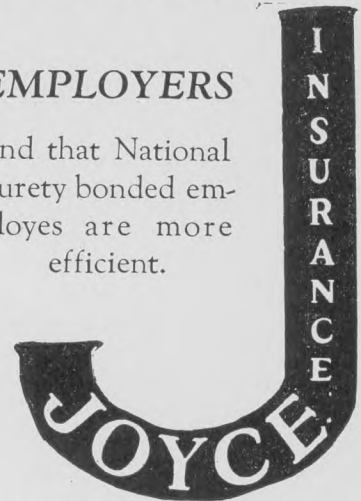 EMPLOYERS
nd that National
urety bonded em-
loyes are more
efficient.
INSURANCE
JOYCE